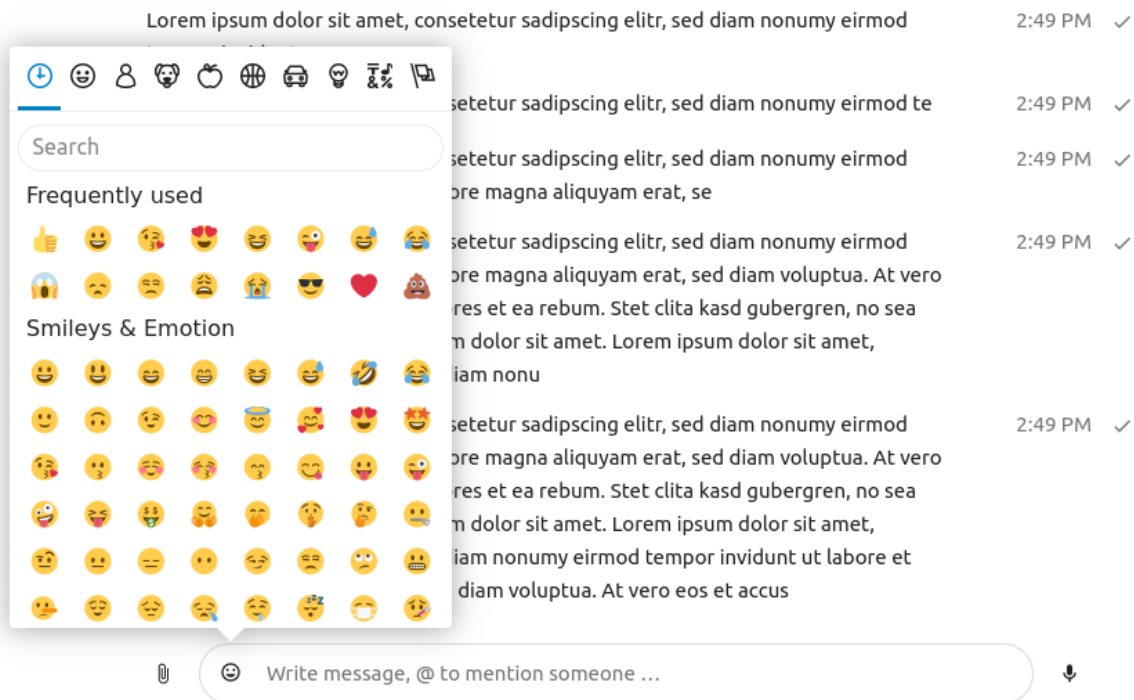 Lorem ipsum dolor sit amet, consetetur sadipscing elitr, sed diam nonumy eirmod 2:49 PM
Search
Frequently used
Smileys & Emotion
setetur sadipscing elitr, sed diam nonumy eirmod te 2:49 PM
setetur sadipscing elitr, sed diam nonumy eirmod 2:49 PM
ore magna aliquyam erat, se
setetur sadipscing elitr, sed diam nonumy eirmod 2:49 PM
ore magna aliquyam erat, sed diam voluptua. At vero
res et ea rebum. Stet clita kasd gubergren, no sea
m dolor sit amet. Lorem ipsum dolor sit amet,
iam nonu
setetur sadipscing elitr, sed diam nonumy eirmod 2:49 PM
ore magna aliquyam erat, sed diam voluptua. At vero
res et ea rebum. Stet clita kasd gubergren, no sea
m dolor sit amet. Lorem ipsum dolor sit amet,
iam nonumy eirmod tempor invidunt ut labore et
diam voluptua. At vero eos et accus
Write message, @ to mention someone …